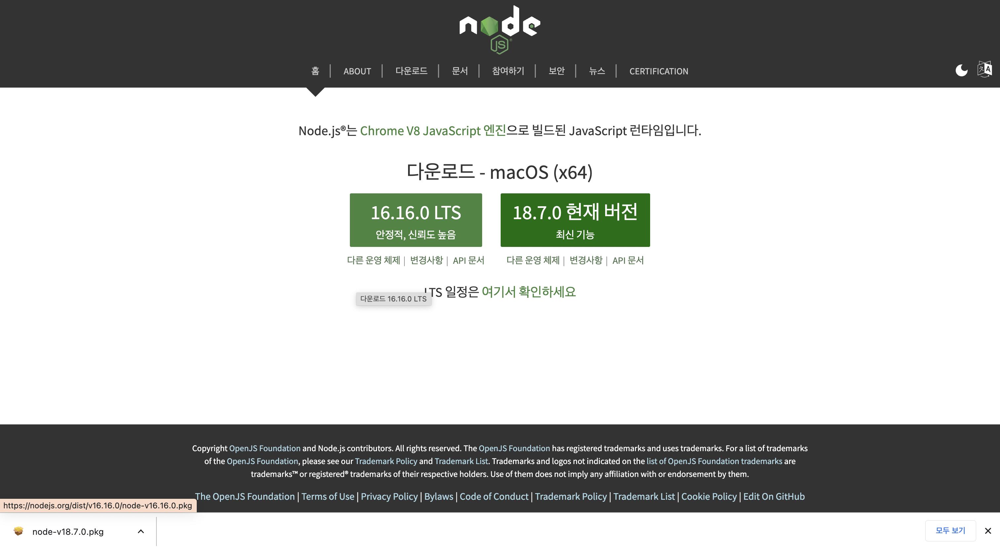 node
JS®
홈 | ABOUT | 다운로드 | 문서 | 참여하기 | 보안 | 뉴스 | CERTIFICATION
Node.js®는 Chrome V8 JavaScript 엔진으로 빌드된 JavaScript 런타임입니다.
다운로드 - macOS (x64)
16.16.0 LTS
안정적, 신뢰도 높음
18.7.0 현재 버전
최신 기능
다른 운영 체제 | 변경사항 | API 문서
다른 운영 체제 | 변경사항 | API 문서
LTS 일정은 여기서 확인하세요
다운로드 16.16.0 LTS
Copyright OpenJS Foundation and Node.js contributors. All rights reserved. The OpenJS Foundation has registered trademarks and uses trademarks. For a list of trademarks
of the OpenJS Foundation, please see our Trademark Policy and Trademark List. Trademarks and logos not indicated on the list of OpenJS Foundation trademarks are
trademarks™ or registered® trademarks of their respective holders. Use of them does not imply any affiliation with or endorsement by them.
The OpenJS Foundation | Terms of Use | Privacy Policy | Bylaws | Code of Conduct | Trademark Policy | Trademark List | Cookie Policy | Edit On GitHub
https://nodejs.org/dist/v16.16.0/node-v16.16.0.pkg
node-v18.7.0.pkg
모두 보기